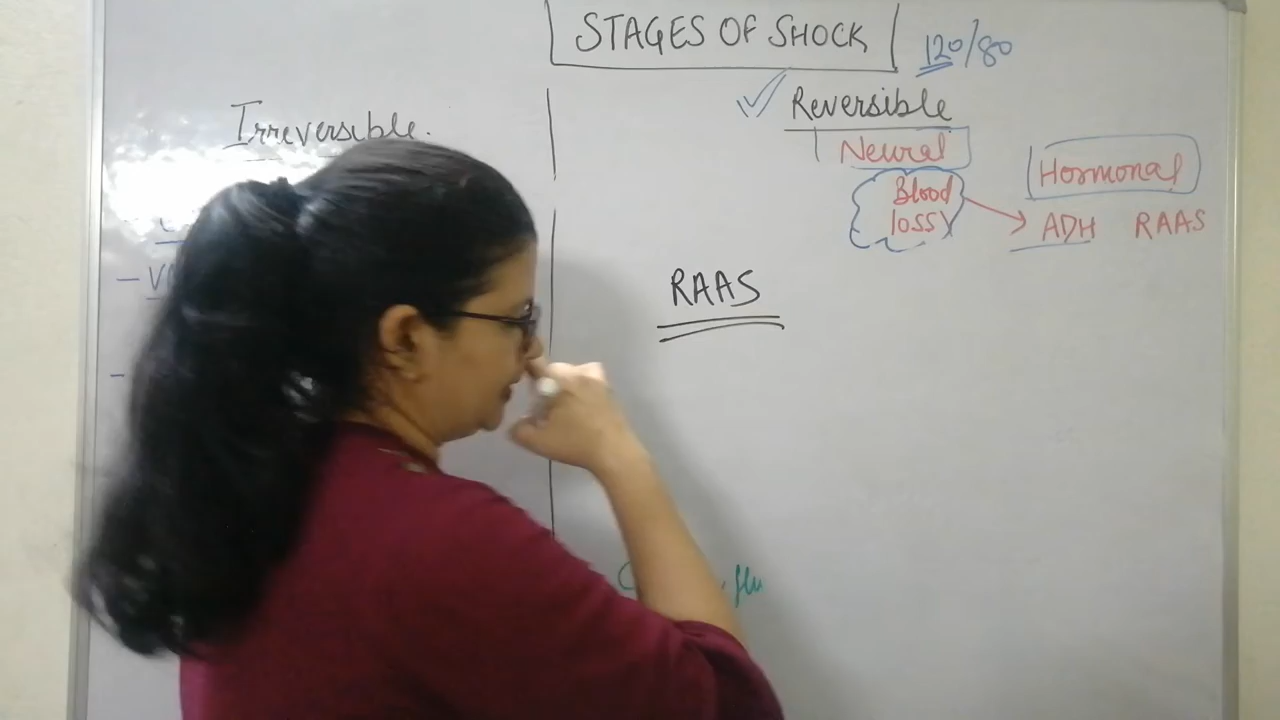 STAGES OF SHOCK
120/80
Irreversible.
Reversible
Neural
Hormonal
Blood
loss
ADH RAAS
RAAS